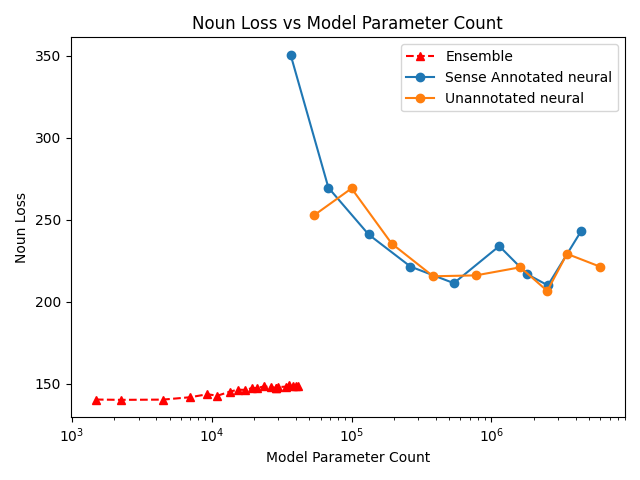 Noun Loss vs Model Parameter Count
Ensemble
Sense Annotated neural
Unannotated neural
350
300
250
200
150
Noun Loss
10³
10⁴
10⁵
10⁶
Model Parameter Count